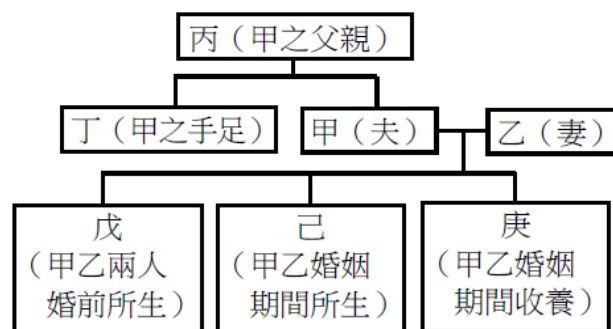 丙（甲之父親）
丁（甲之手足）
甲（夫）
乙（妻）
戊
（甲乙兩人
婚前所生）
己
（甲乙婚姻
期間所生）
庚
（甲乙婚姻
期間收養）